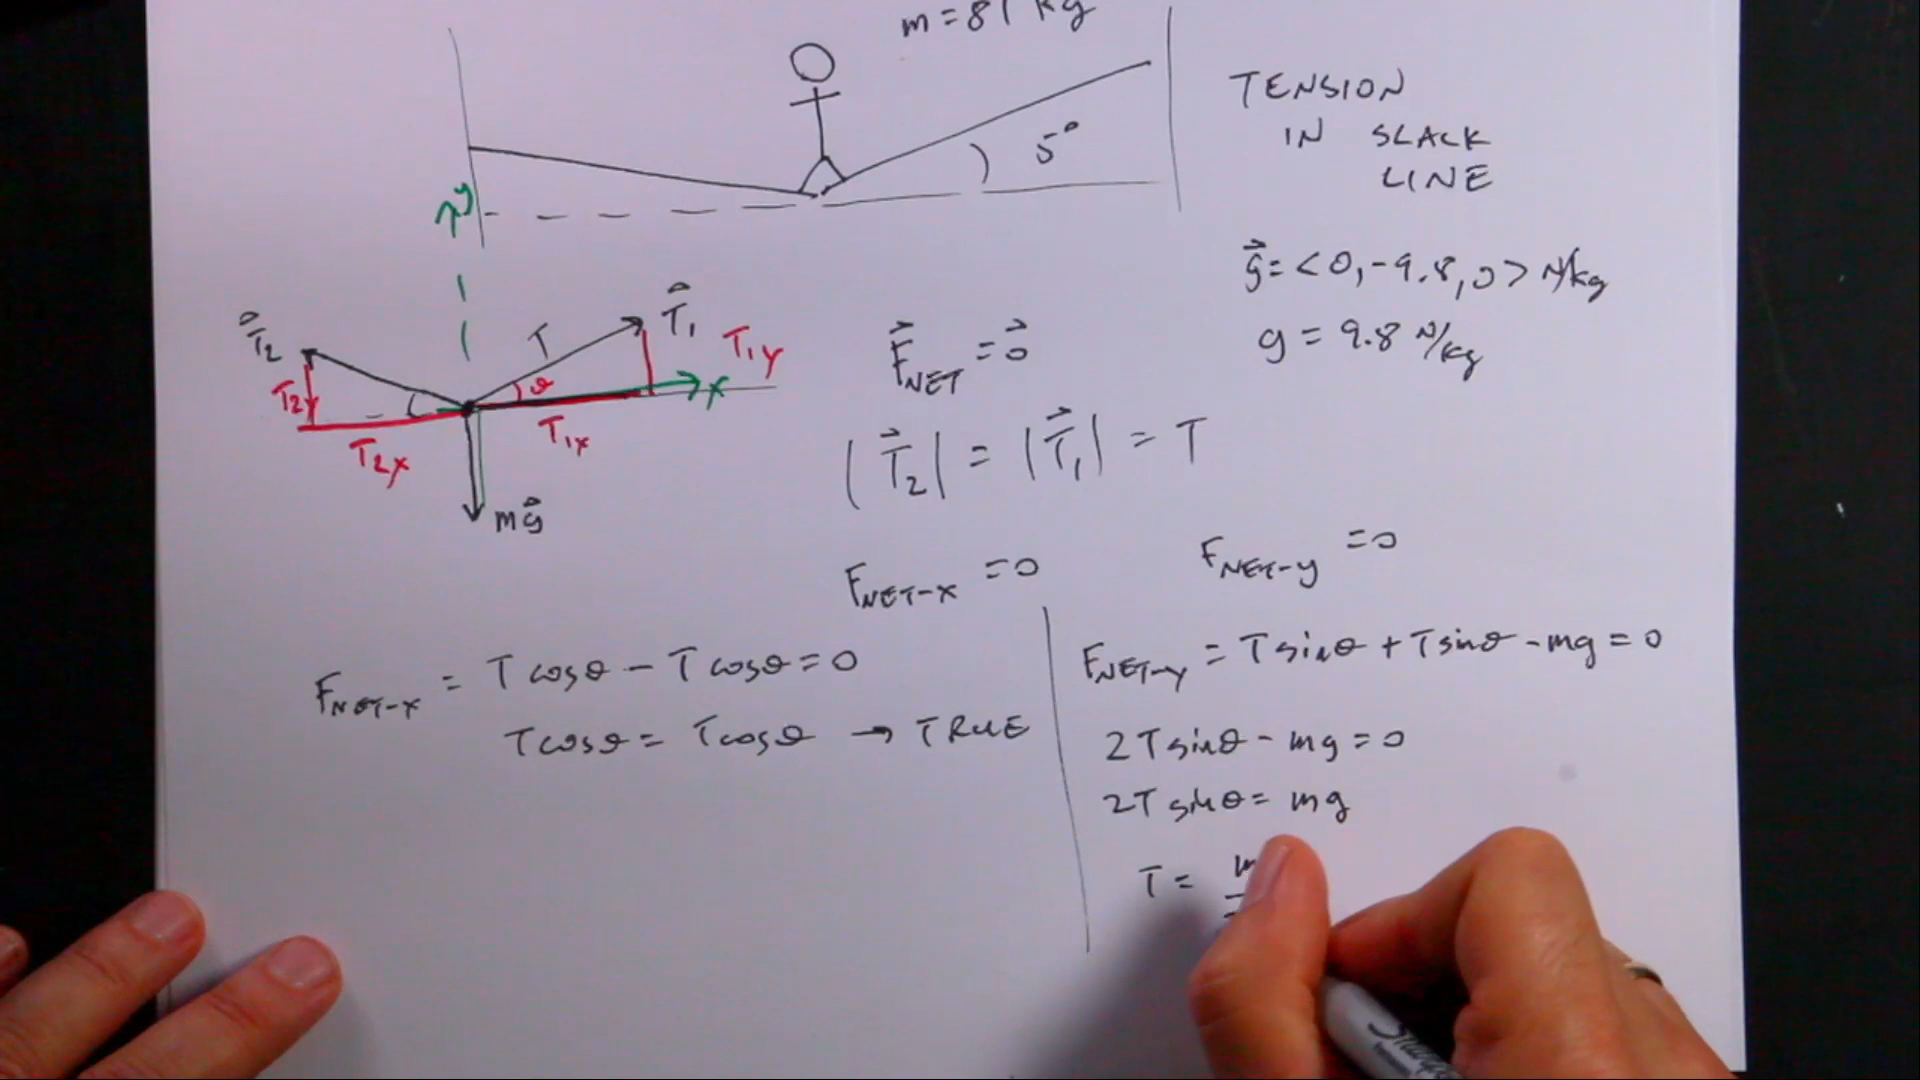 m = 81 kg
TENSION
IN SLACK
LINE
5°
y
g⃗ = <0, -9.8, 0> N/kg
g = 9.8 N/kg
T⃗₂
T
T⃗₁
T₁y
θ
x
T₂y
T₂x
T₁x
mg⃗
F⃗NET = 0⃗
|T⃗₂| = |T⃗₁| = T
FNET-x = 0
FNET-y = 0
FNET-x = T cosθ - T cosθ = 0
T cosθ = T cosθ → TRUE
FNET-y = T sinθ + T sinθ - mg = 0
2T sinθ - mg = 0
2T sinθ = mg
T = m